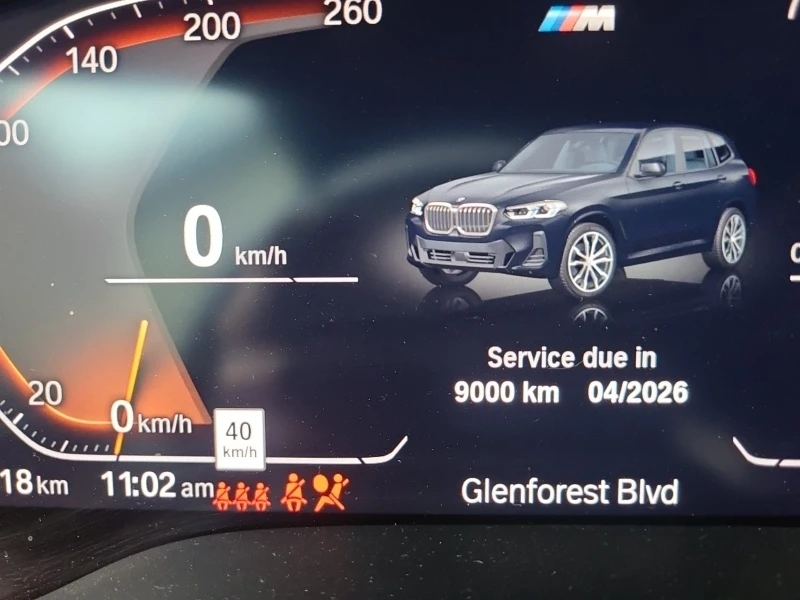 260
200
140
00
0 km/h
Service due in
9000 km 04/2026
20
0 km/h
40
km/h
18 km 11:02 am
Glenforest Blvd
M